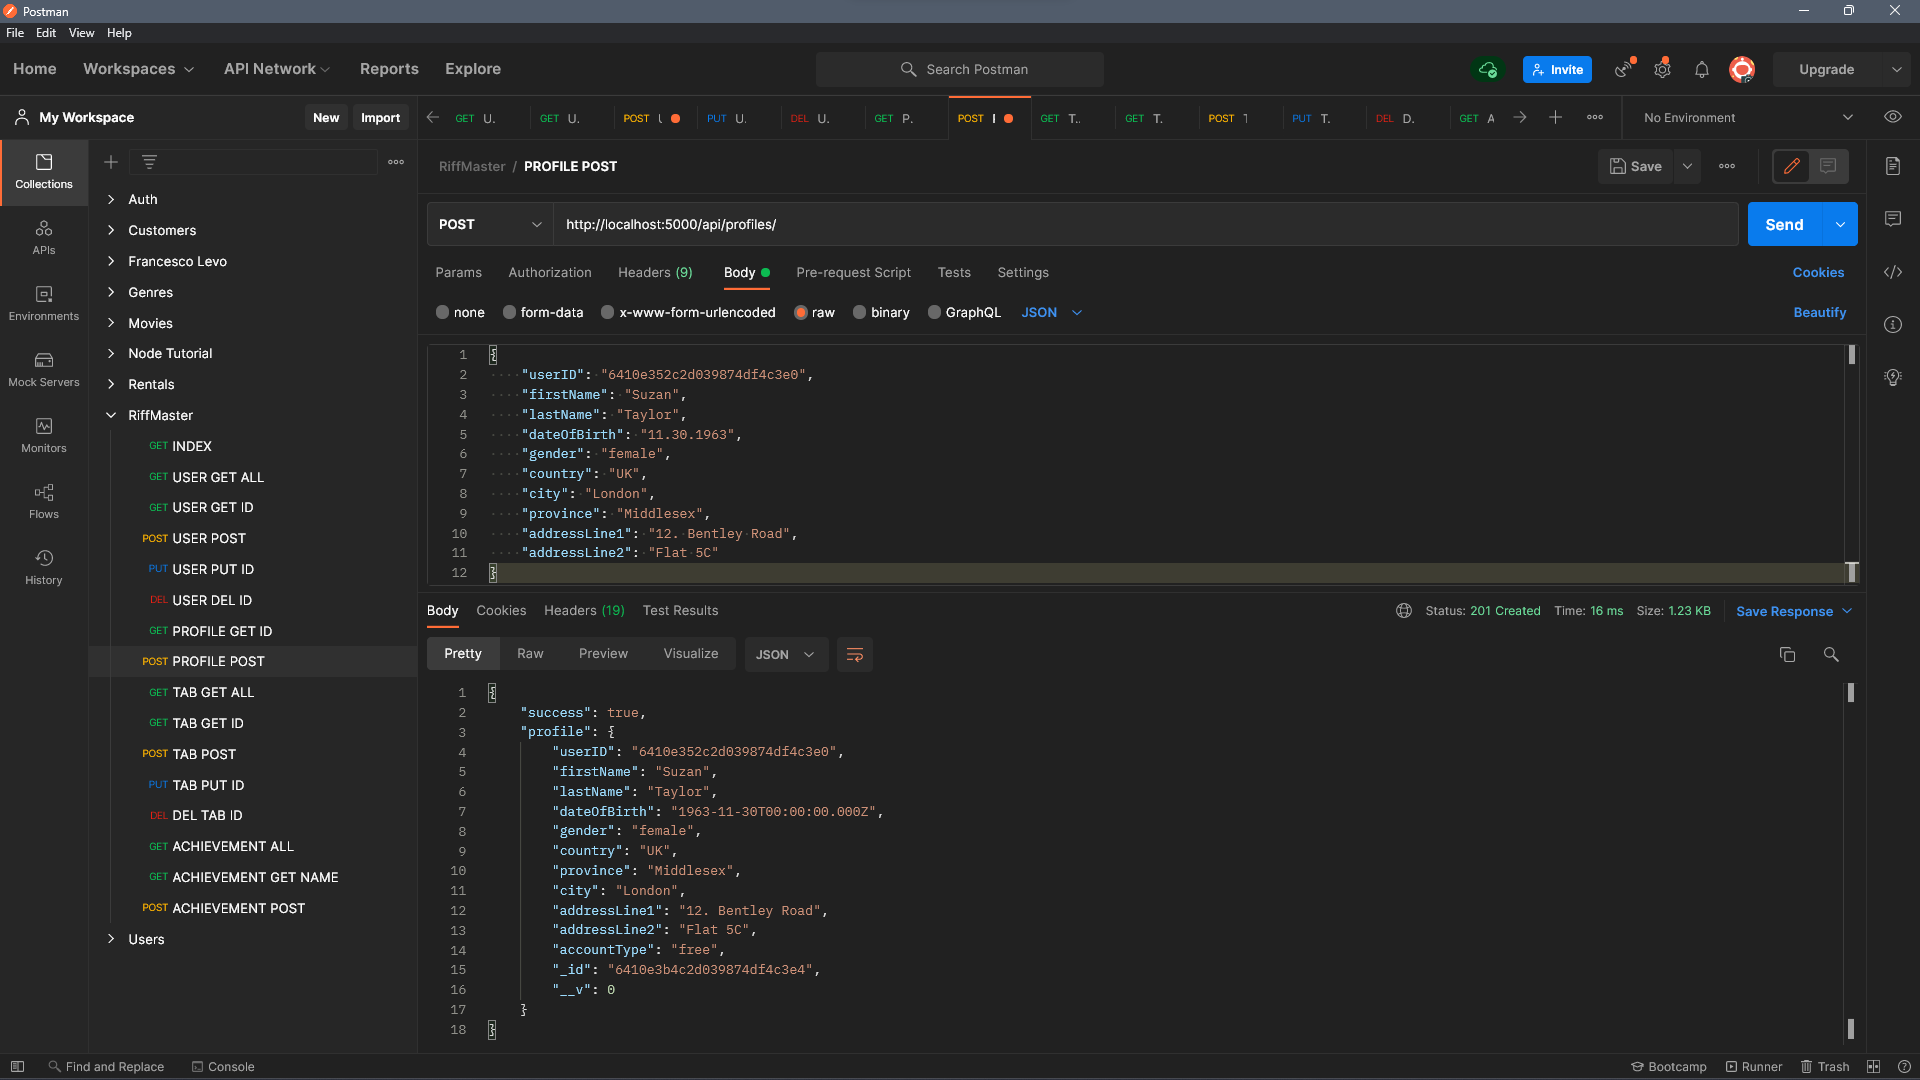 Postman
File Edit View Help
Home Workspaces API Network Reports Explore
Search Postman
Invite
Upgrade
My Workspace
New Import
GET U.
GET U.
POST
PUT U.
DEL U.
GET P.
POST
GET T..
GET T.
POST
PUT T.
DEL D.
GET A
No Environment
Collections
APIs
Environments
Mock Servers
Monitors
Flows
History
Auth
Customers
Francesco Levo
Genres
Movies
Node Tutorial
Rentals
RiffMaster
GET INDEX
GET USER GET ALL
GET USER GET ID
POST USER POST
PUT USER PUT ID
DEL USER DEL ID
GET PROFILE GET ID
POST PROFILE POST
GET TAB GET ALL
GET TAB GET ID
POST TAB POST
PUT TAB PUT ID
DEL DEL TAB ID
GET ACHIEVEMENT ALL
GET ACHIEVEMENT GET NAME
POST ACHIEVEMENT POST
Users
RiffMaster / PROFILE POST
Save
POST
http://localhost:5000/api/profiles/
Send
Params Authorization Headers (9) Body Pre-request Script Tests Settings
Cookies
none form-data x-www-form-urlencoded raw binary GraphQL JSON
Beautify
1 {
2 "userID": "6410e352c2d039874df4c3e0",
3 "firstName": "Suzan",
4 "lastName": "Taylor",
5 "dateOfBirth": "11.30.1963",
6 "gender": "female",
7 "country": "UK",
8 "city": "London",
9 "province": "Middlesex",
10 "addressLine1": "12. Bentley Road",
11 "addressLine2": "Flat 5C"
12 }
Body Cookies Headers (19) Test Results
Status: 201 Created Time: 16 ms Size: 1.23 KB
Save Response
Pretty Raw Preview Visualize
JSON
1 {
2 "success": true,
3 "profile": {
4 "userID": "6410e352c2d039874df4c3e0",
5 "firstName": "Suzan",
6 "lastName": "Taylor",
7 "dateOfBirth": "1963-11-30T00:00:00.000Z",
8 "gender": "female",
9 "country": "UK",
10 "province": "Middlesex",
11 "city": "London",
12 "addressLine1": "12. Bentley Road",
13 "addressLine2": "Flat 5C",
14 "accountType": "free",
15 "_id": "6410e3b4c2d039874df4c3e4",
16 "__v": 0
17 }
18 }
Find and Replace
Console
Bootcamp
Runner
Trash